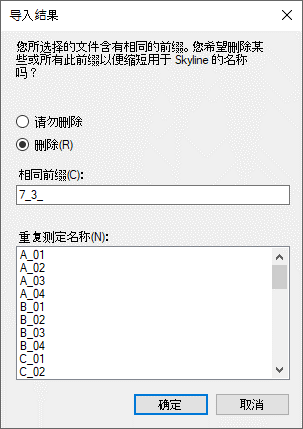 导入结果
您所选择的文件含有相同的前缀。您希望删除某
些或所有此前缀以便缩短用于 Skyline 的名称
吗？
请勿删除
删除(R)
相同前缀(C):
7_3_
重复测定名称(N):
A_01
A_02
A_03
A_04
B_01
B_02
B_03
B_04
C_01
C_02
确定
取消